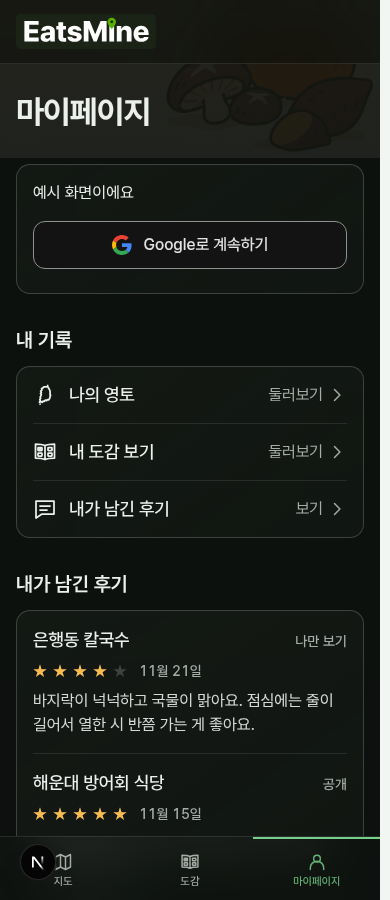 EatsMine
마이페이지
예시 화면이에요
Google로 계속하기
내 기록
나의 영토 둘러보기
내 도감 보기 둘러보기
내가 남긴 후기 보기
내가 남긴 후기
은행동 칼국수 나만 보기
★★★★★ 11월 21일
바지락이 넉넉하고 국물이 맑아요. 점심에는 줄이
길어서 열한 시 반쯤 가는 게 좋아요.
해운대 방어회 식당 공개
★★★★★ 11월 15일
N 지도 도감 마이페이지